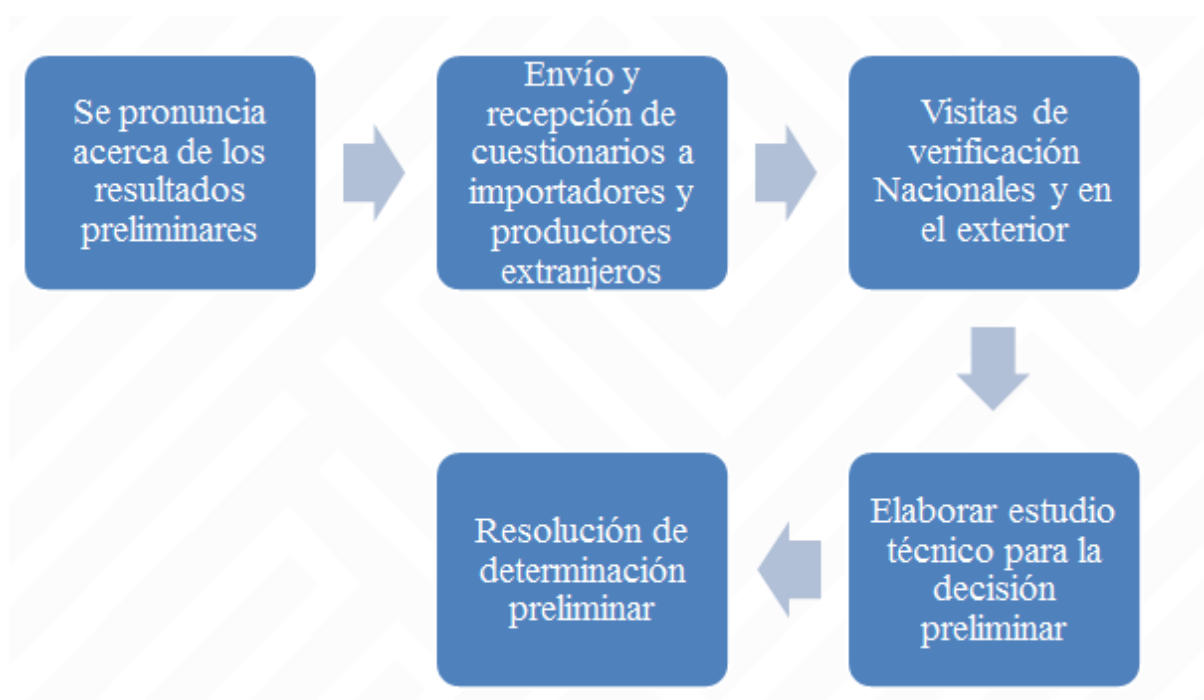 Se pronuncia
acerca de los
resultados
preliminares
Envío y
recepción de
cuestionarios a
importadores y
productores
extranjeros
Visitas de
verificación
Nacionales y en
el exterior
Elaborar estudio
técnico para la
decisión
preliminar
Resolución de
determinación
preliminar